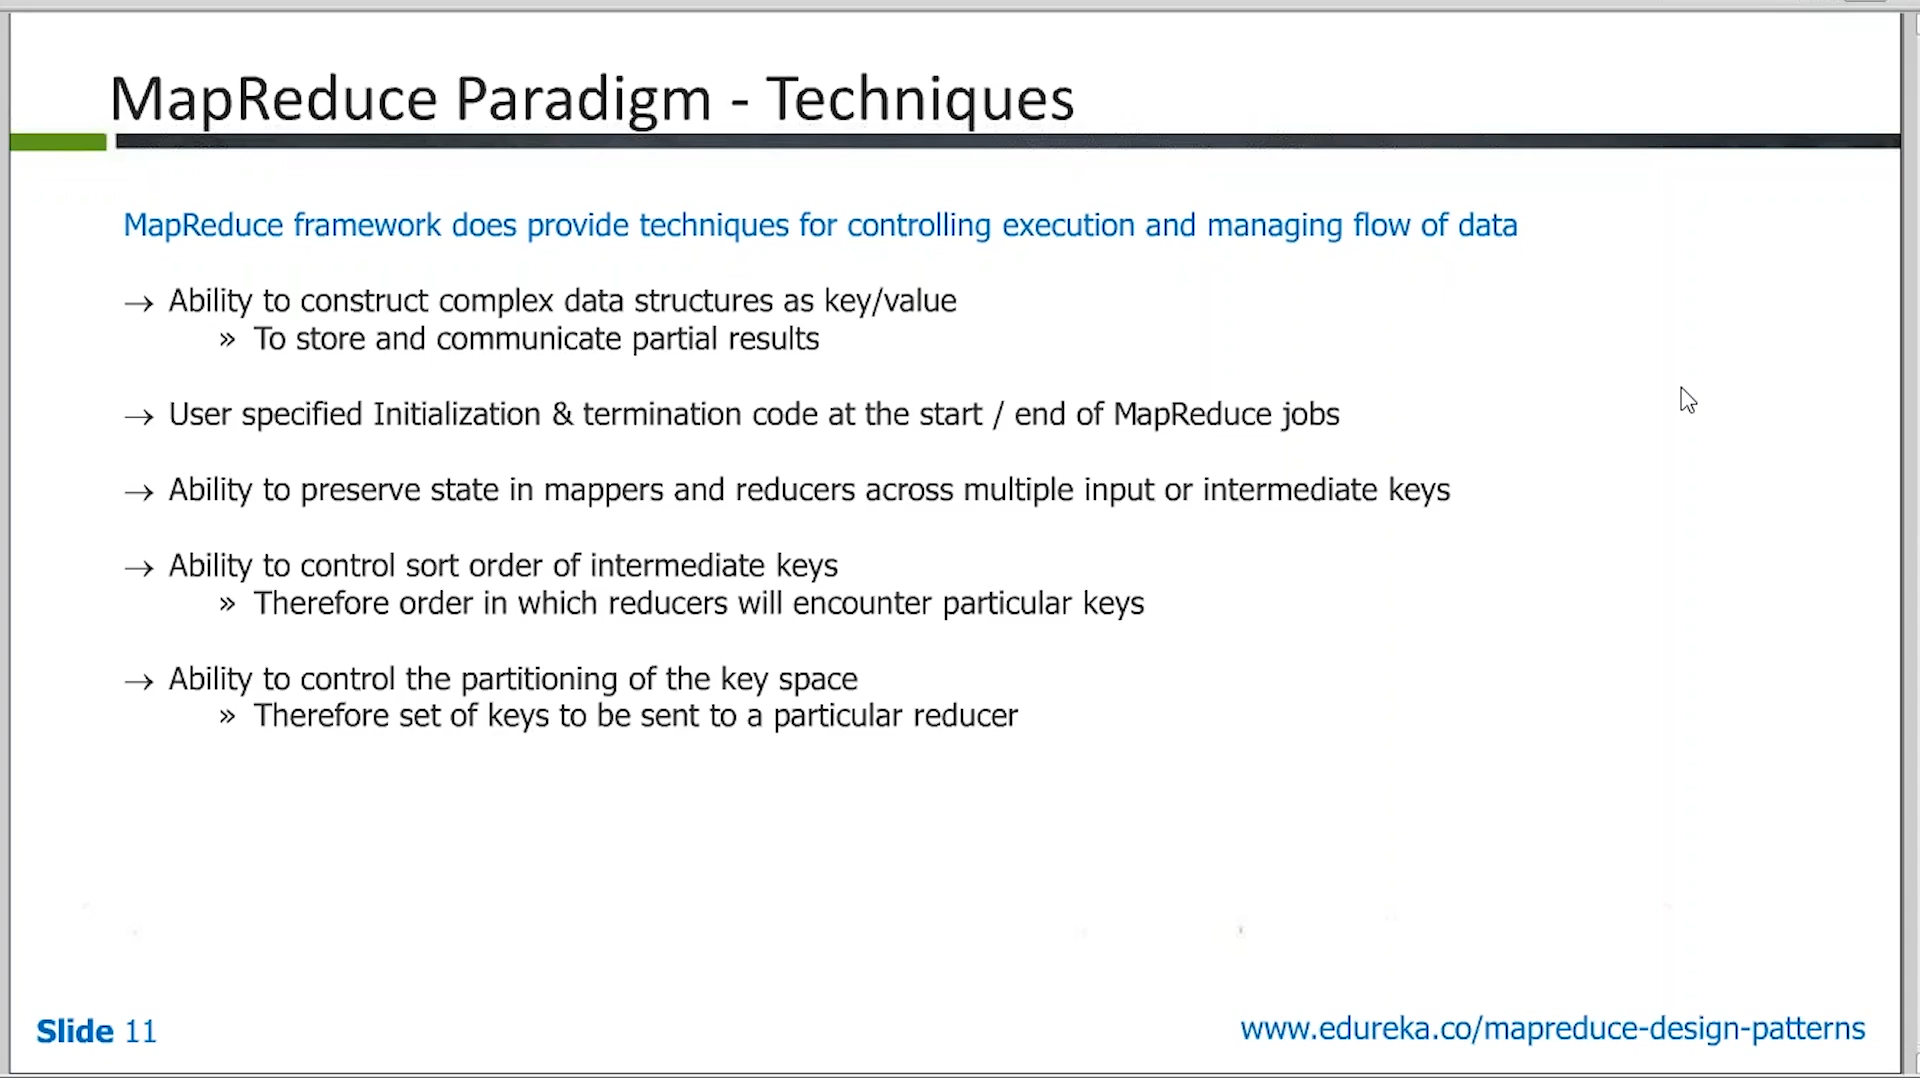 MapReduce Paradigm - Techniques
MapReduce framework does provide techniques for controlling execution and managing flow of data
→ Ability to construct complex data structures as key/value
» To store and communicate partial results
→ User specified Initialization & termination code at the start / end of MapReduce jobs
→ Ability to preserve state in mappers and reducers across multiple input or intermediate keys
→ Ability to control sort order of intermediate keys
» Therefore order in which reducers will encounter particular keys
→ Ability to control the partitioning of the key space
» Therefore set of keys to be sent to a particular reducer
Slide 11
www.edureka.co/mapreduce-design-patterns